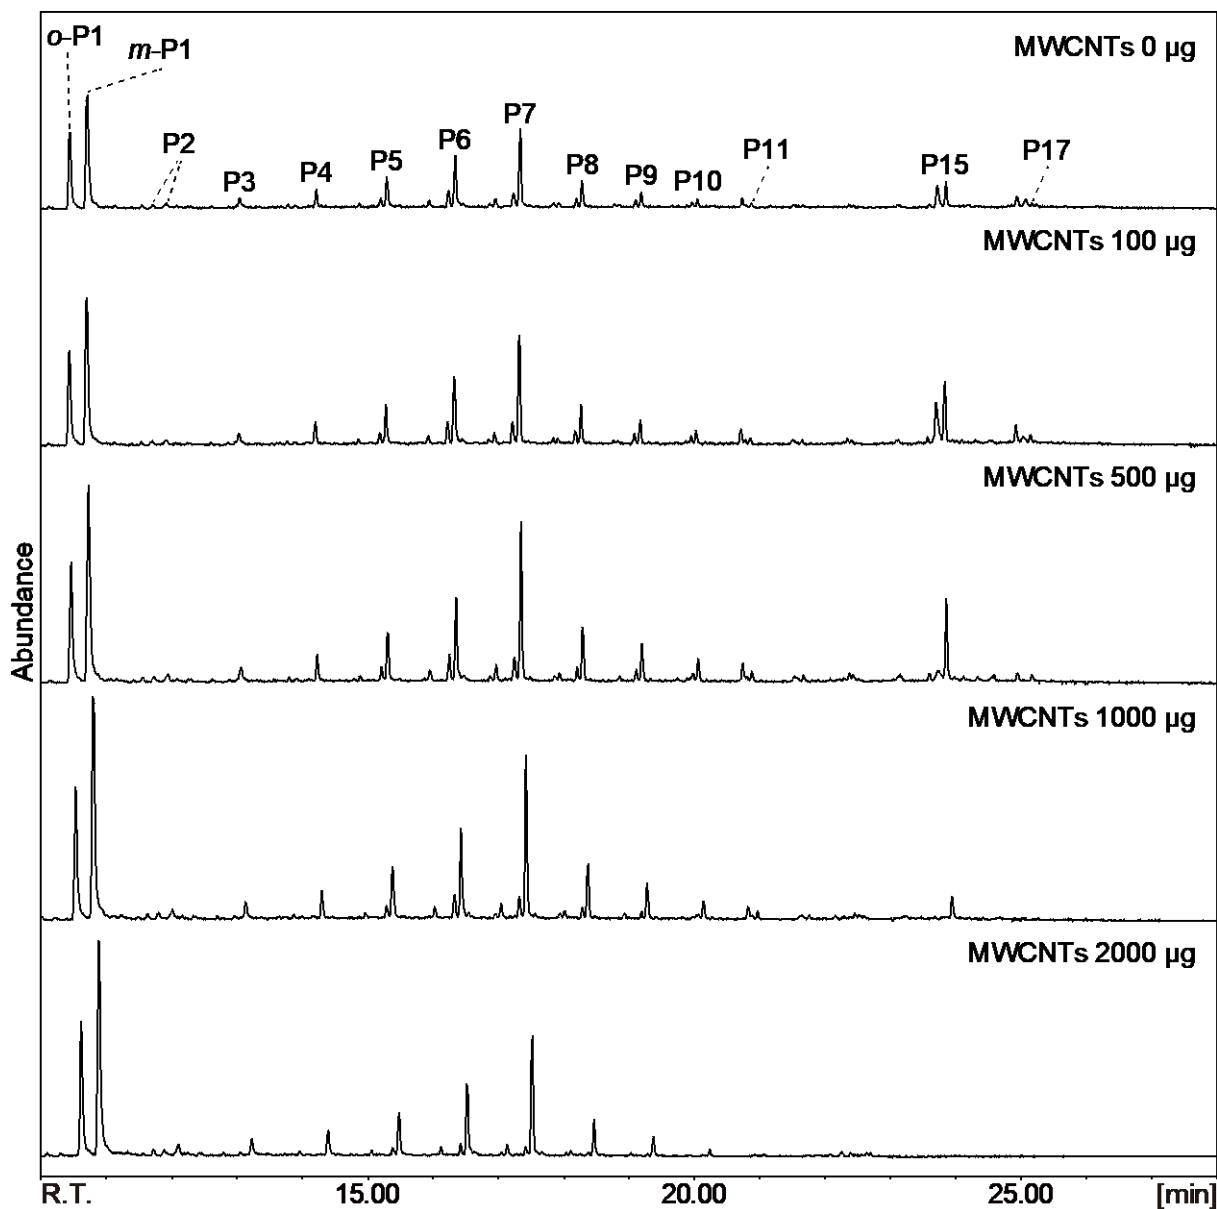 o-P1
m-P1
MWCNTs 0 µg
P2
P3
P4
P5
P6
P7
P8
P9
P10
P11
P15
P17
MWCNTs 100 µg
MWCNTs 500 µg
Abundance
MWCNTs 1000 µg
MWCNTs 2000 µg
R.T. 15.00 20.00 25.00 [min]